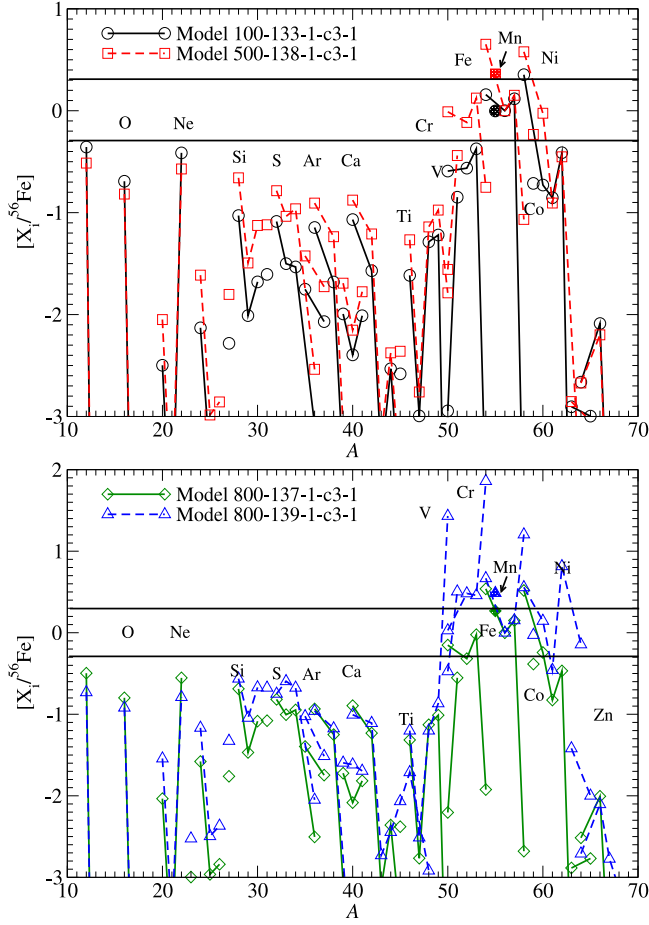 Model 100-133-1-c3-1
Model 500-138-1-c3-1
Fe
Mn
Ni
O
Ne
Cr
Si
S
Ar
Ca
Ti
V
Co
[Xi/56Fe]
1
0
-1
-2
-3
10 20 30 40 50 60 70
A
Model 800-137-1-c3-1
Model 800-139-1-c3-1
V
Cr
Mn
Ni
O
Ne
Fe
Si
S
Ar
Ca
Ti
Co
Zn
[Xi/56Fe]
2
1
0
-1
-2
-3
10 20 30 40 50 60 70
A